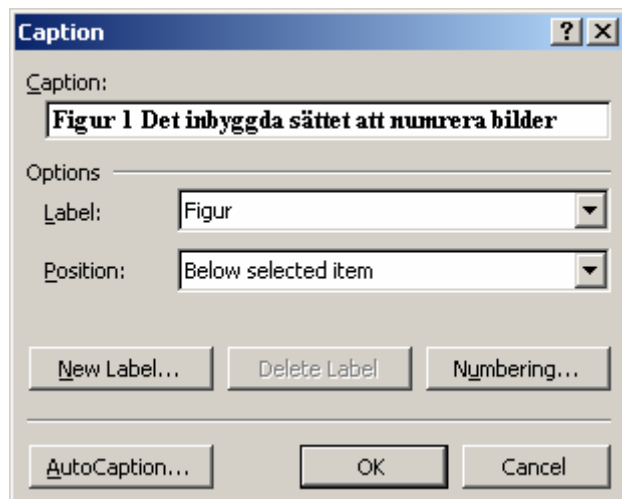 Caption
Caption:
Figur 1 Det inbyggda sättet att numrera bilder
Options
Label: Figur
Position: Below selected item
New Label... Delete Label Numbering...
AutoCaption... OK Cancel